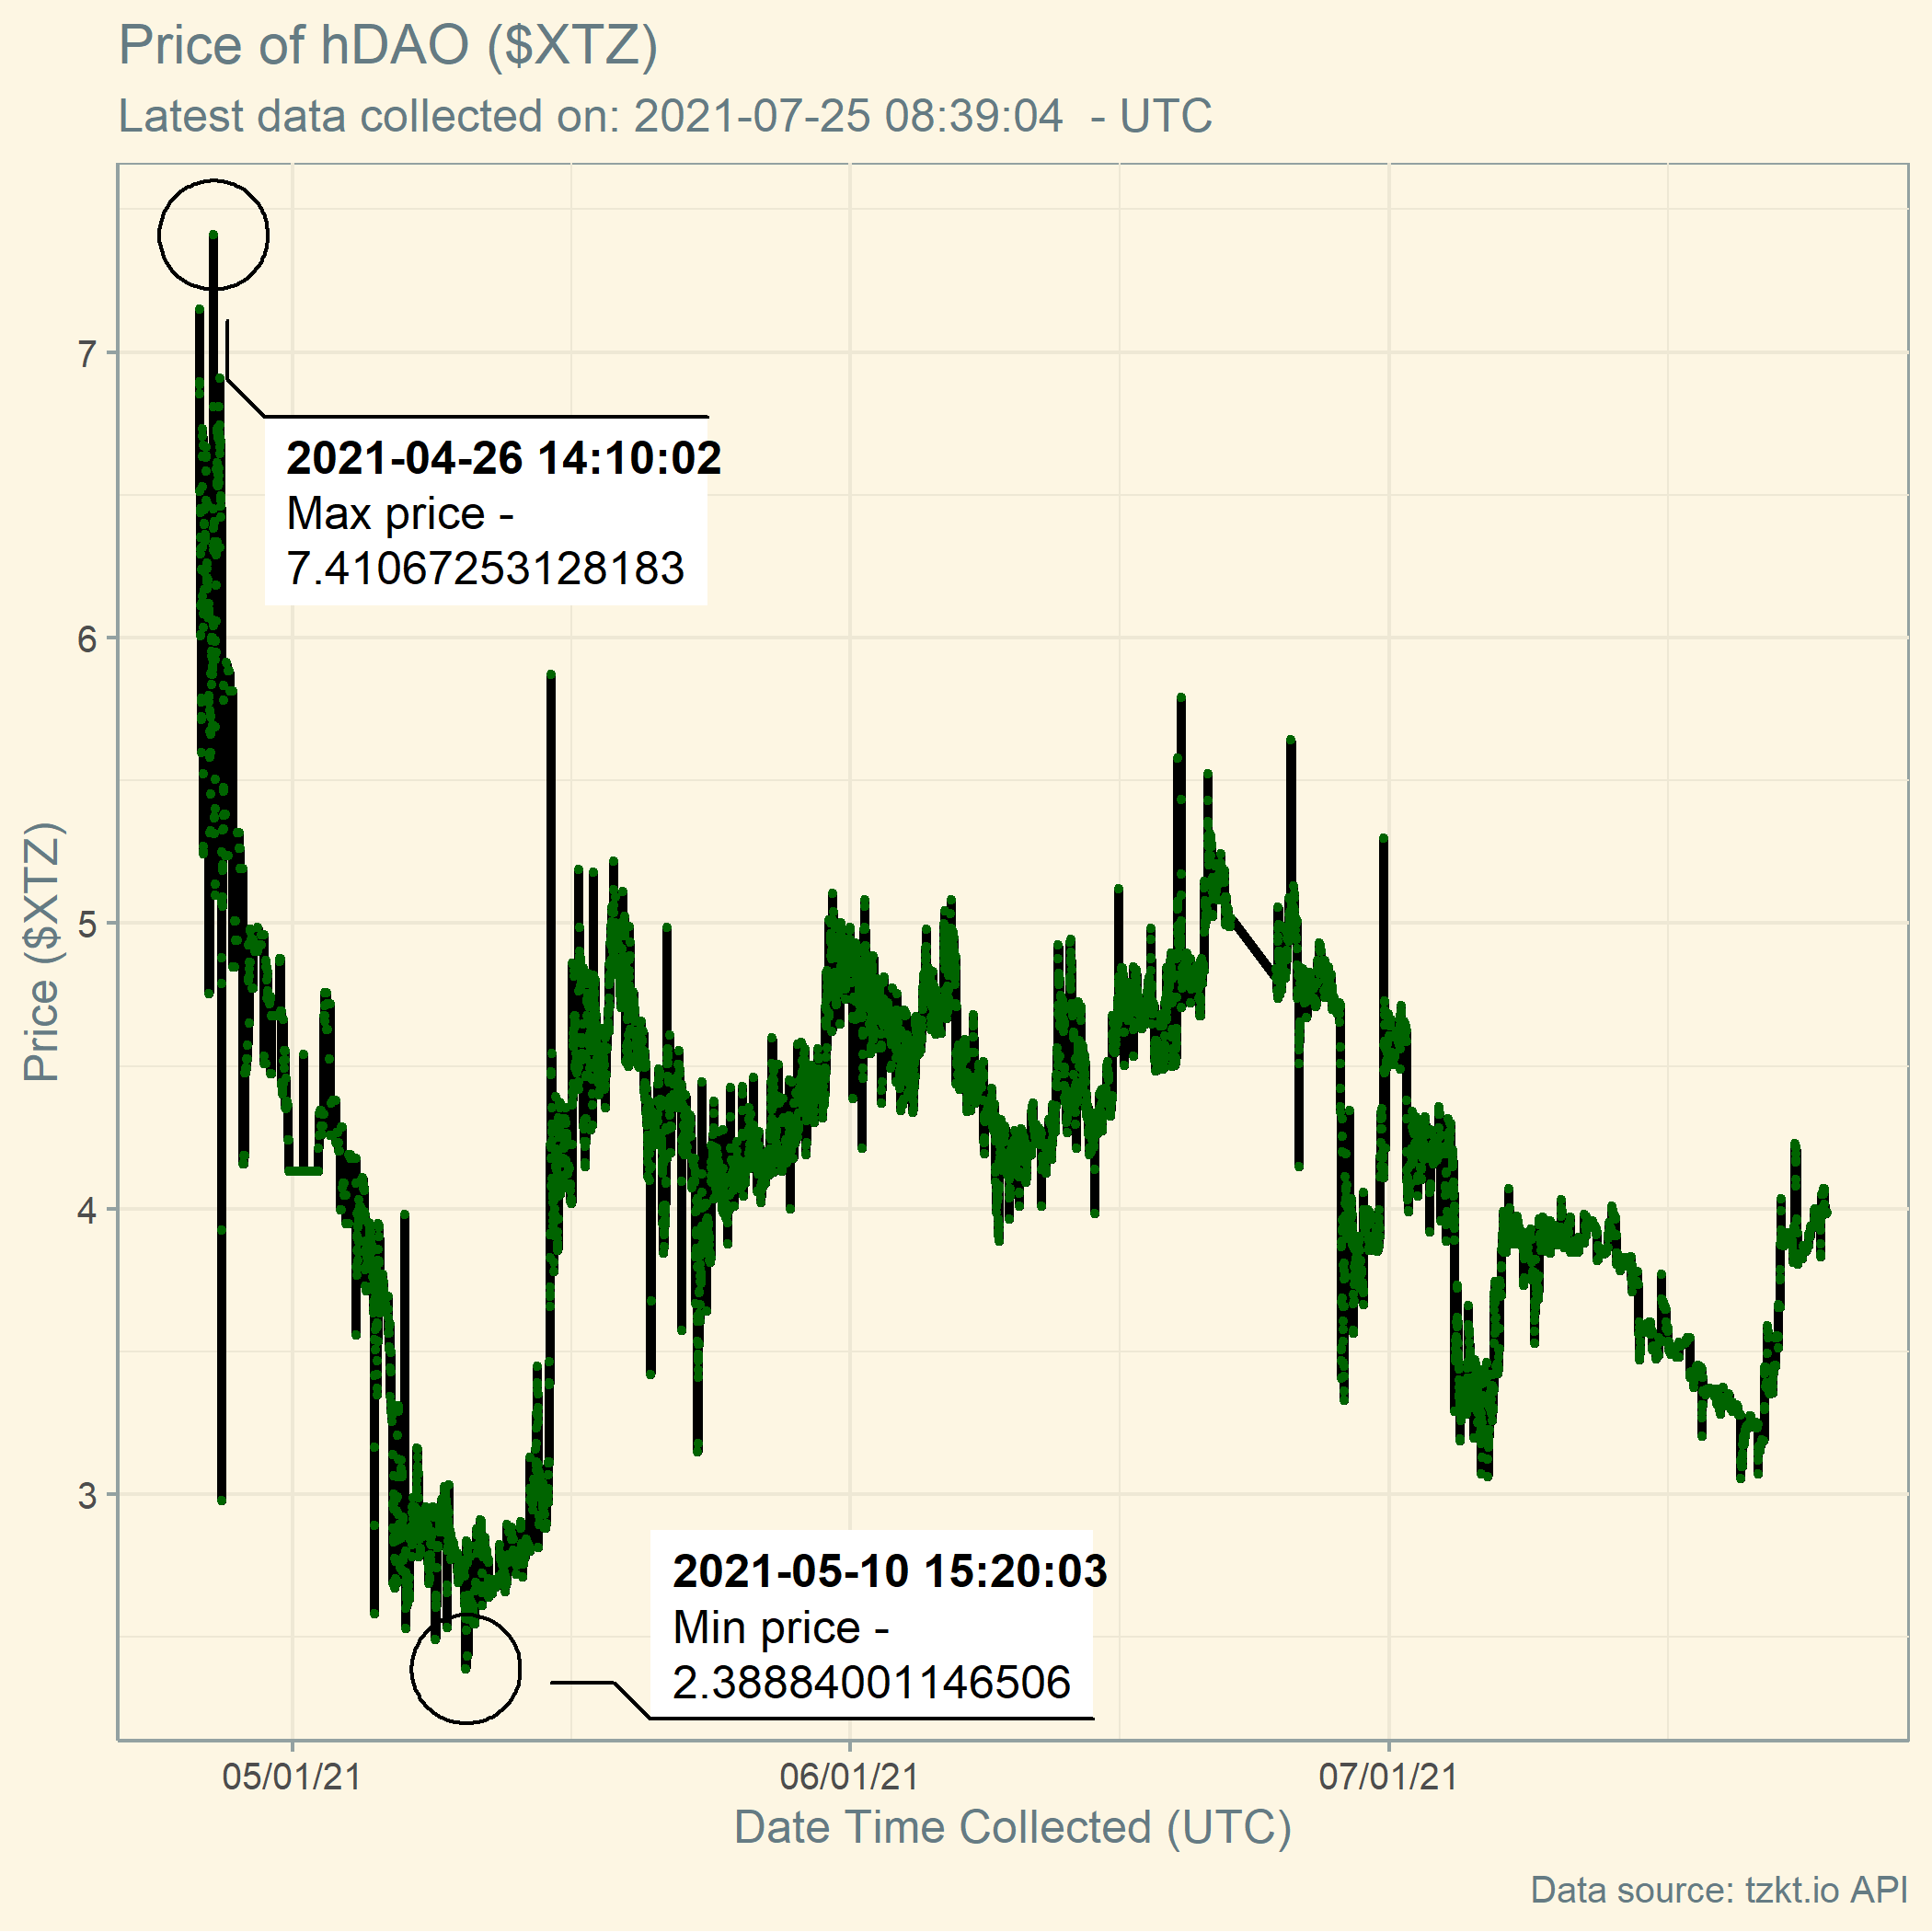 Price of hDAO ($XTZ)
Latest data collected on: 2021-07-25 08:39:04  - UTC
7
2021-04-26 14:10:02
Max price -
7.41067253128183
6
5
Price ($XTZ)
4
3
2021-05-10 15:20:03
Min price -
2.38884001146506
05/01/21 06/01/21 07/01/21
Date Time Collected (UTC)
Data source: tzkt.io API